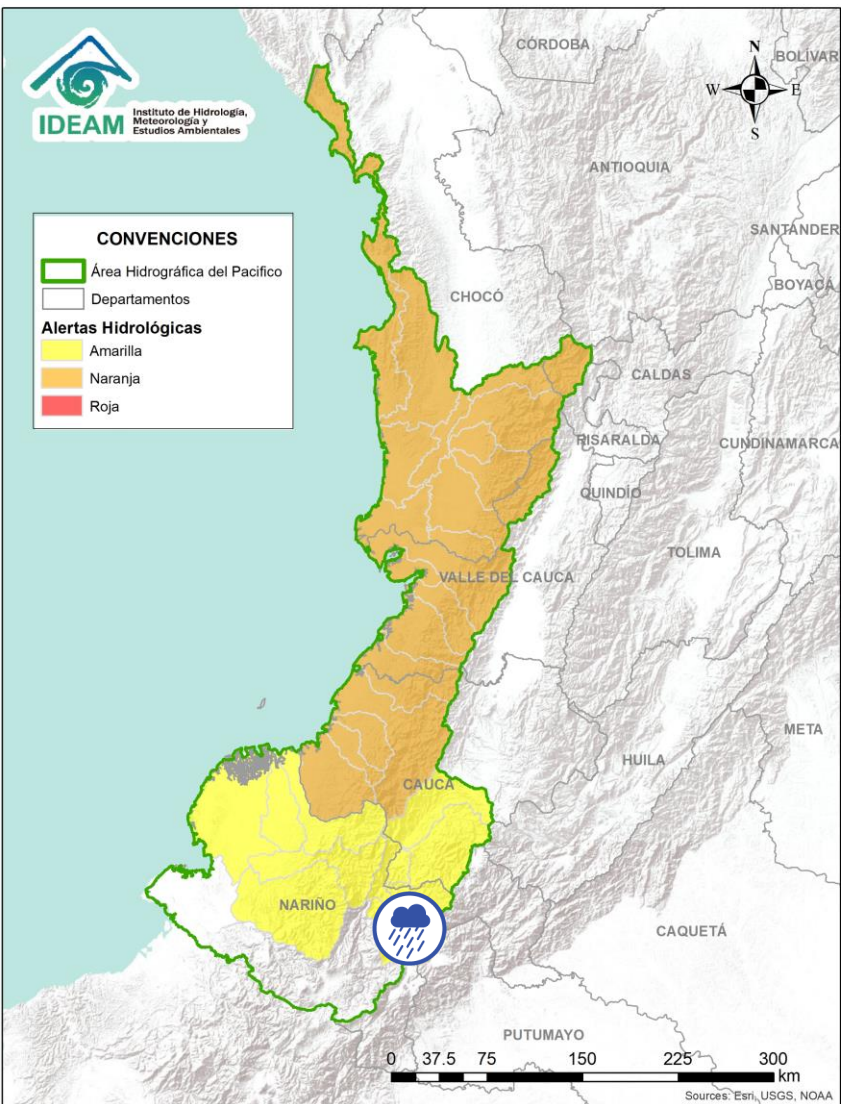 IDEAM
Instituto de Hidrología,
Meteorología y
Estudios Ambientales
CÓRDOBA
N
BOLÍVAR
W
E
S
ANTIOQUIA
CONVENCIONES
Área Hidrográfica del Pacifico
Departamentos
Alertas Hidrológicas
Amarilla
Naranja
Roja
SANTANDER
BOYACÁ
CHOCÓ
CALDAS
RISARALDA
CUNDINAMARCA
QUINDÍO
TOLIMA
VALLE DEL CAUCA
META
HUILA
CAUCA
NARIÑO
CAQUETÁ
PUTUMAYO
0 37.5 75 150 225 300
km
Sources: Esri, USGS, NOAA